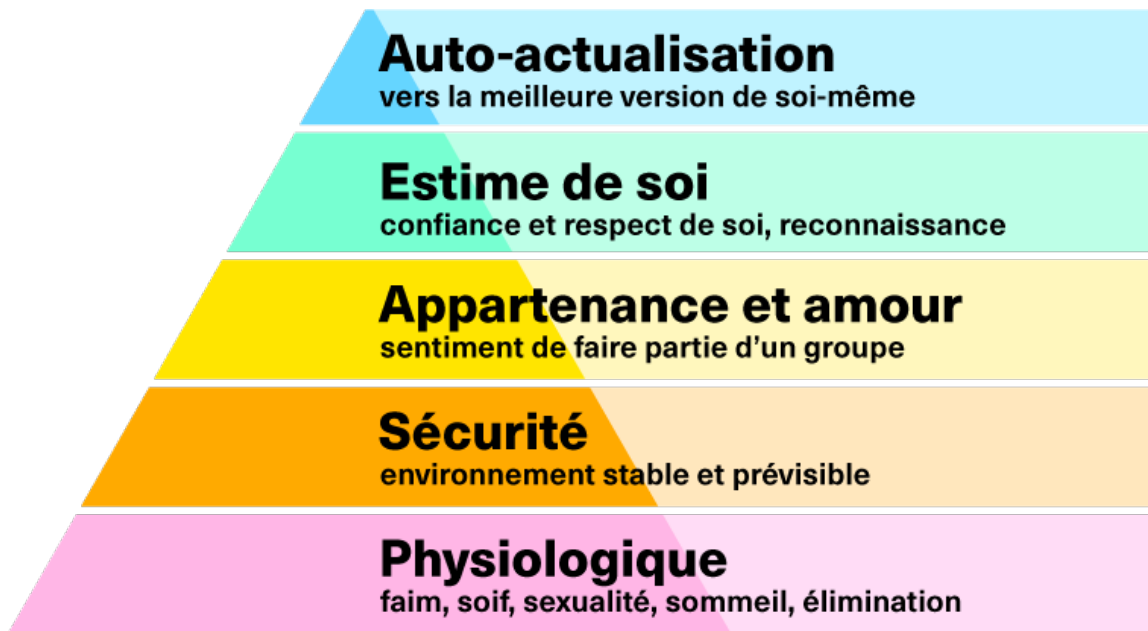 Auto-actualisation
vers la meilleure version de soi-même
Estime de soi
confiance et respect de soi, reconnaissance
Appartenance et amour
sentiment de faire partie d’un groupe
Sécurité
environnement stable et prévisible
Physiologique
faim, soif, sexualité, sommeil, élimination